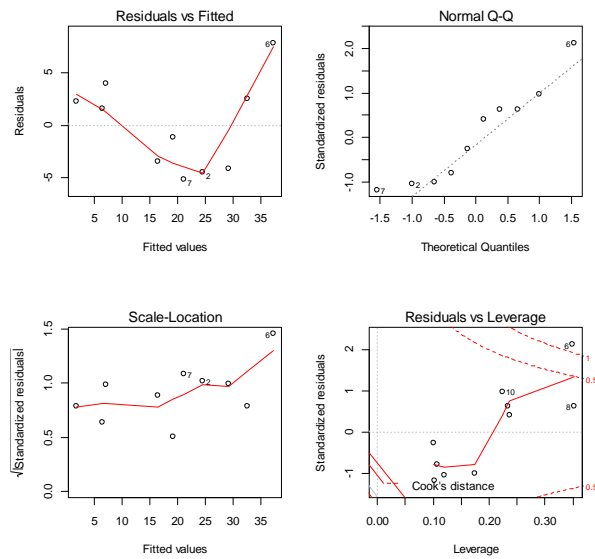 Residuals vs Fitted
5
0
-5
Residuals
6
2
7
5 10 15 20 25 30 35
Fitted values
Normal Q-Q
2.0
1.0
0.0
-1.0
Standardized residuals
6
2
7
-1.5 -1.0 -0.5 0.0 0.5 1.0 1.5
Theoretical Quantiles
Scale-Location
1.5
1.0
0.5
0.0
√|Standardized residuals|
6
7
2
5 10 15 20 25 30 35
Fitted values
Residuals vs Leverage
2
1
0
-1
Standardized residuals
6
1
0.5
10
8
0.5
Cook's distance
0.00 0.10 0.20 0.30
Leverage